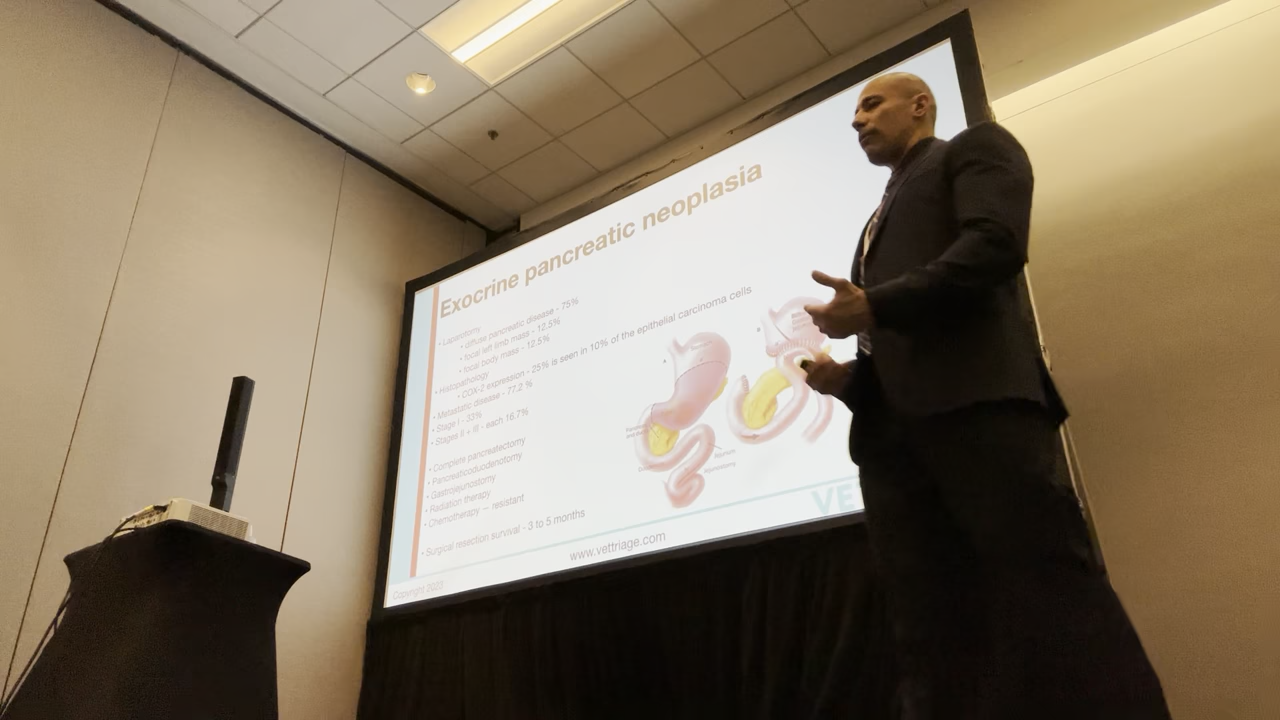 Exocrine pancreatic neoplasia
• Laparotomy
• diffuse pancreatic disease - 75%
• focal left limb mass - 12.5%
• focal body mass - 12.5%
• Histopathology
• COX-2 expression - 25% is seen in 10% of the epithelial carcinoma cells
• Metastatic disease - 77.2 %
• Stage I - 33%
• Stages II + III - each 16.7%
• Complete pancreatectomy
• Pancreaticoduodenotomy
• Gastrojeunostomy
• Radiation therapy
• Chemotherapy — resistant
• Surgical resection survival - 3 to 5 months
www.vettriage.com
VE